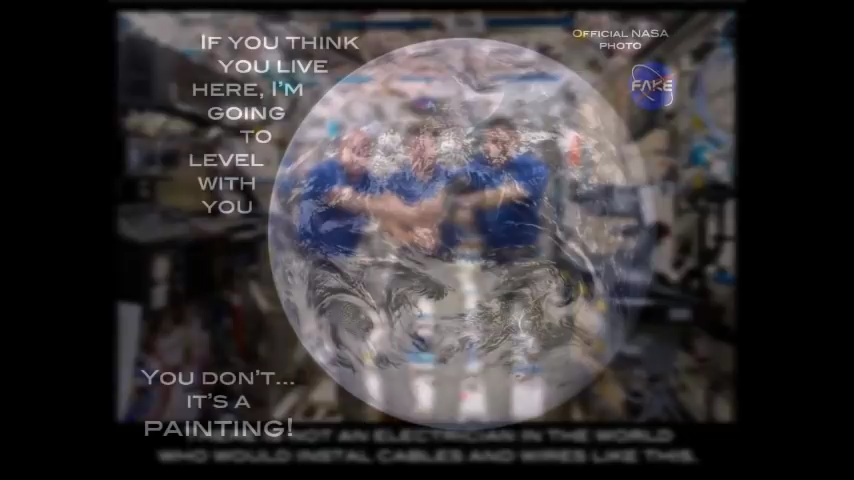 If you think
you live
here, I'm
going
to
level
with
you
Official NASA
photo
FAKE
You don't...
it's a
painting!
NOT AN ELECTRICIAN IN THE WORLD
WHO WOULD INSTAL CABLES AND WIRES LIKE THIS.